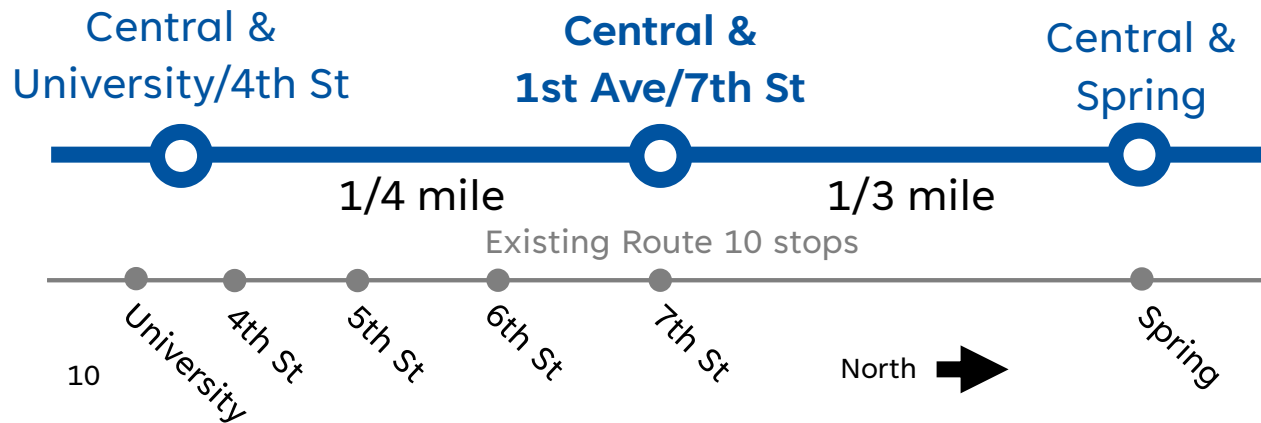 Central &
University/4th St
Central &
1st Ave/7th St
Central &
Spring
1/4 mile
1/3 mile
Existing Route 10 stops
University
4th St
5th St
6th St
7th St
Spring
10
North